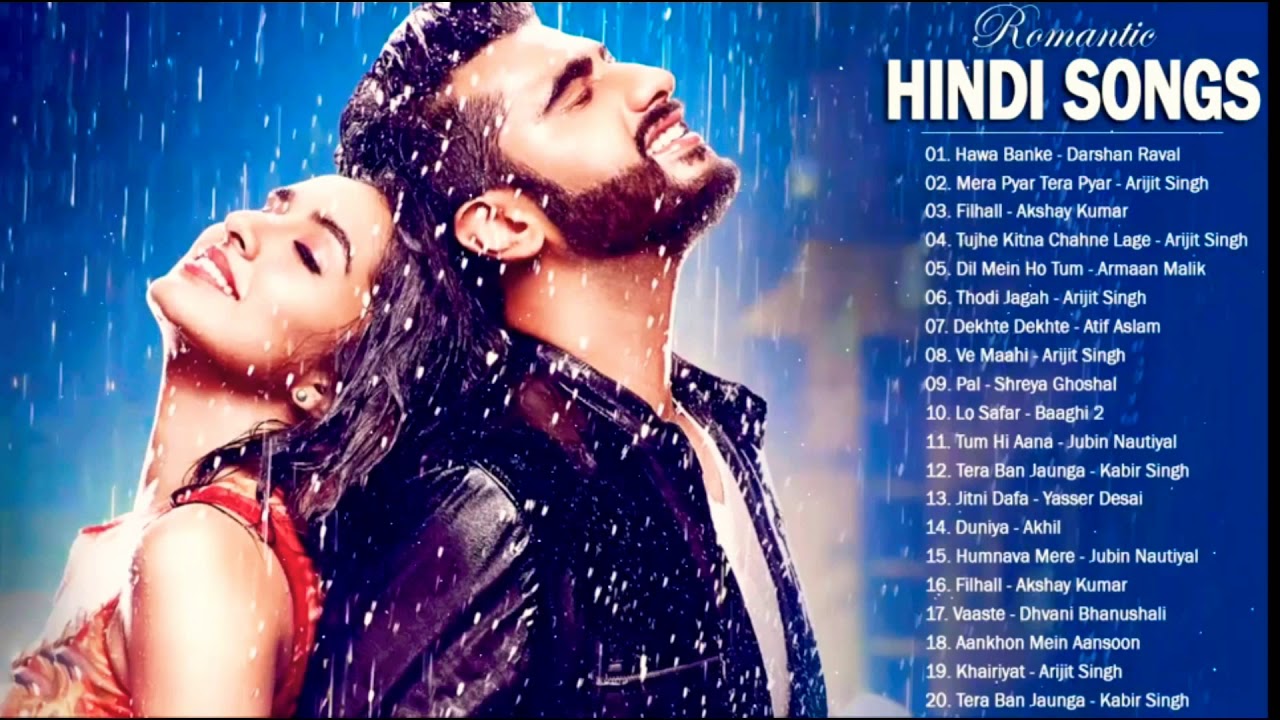 Romantic
HINDI SONGS
01. Hawa Banke - Darshan Raval
02. Mera Pyar Tera Pyar - Arijit Singh
03. Filhall - Akshay Kumar
04. Tujhe Kitna Chahne Lage - Arijit Singh
05. Dil Mein Ho Tum - Armaan Malik
06. Thodi Jagah - Arijit Singh
07. Dekhte Dekhte - Atif Aslam
08. Ve Maahi - Arijit Singh
09. Pal - Shreya Ghoshal
10. Lo Safar - Baaghi 2
11. Tum Hi Aana - Jubin Nautiyal
12. Tera Ban Jaunga - Kabir Singh
13. Jitni Dafa - Yasser Desai
14. Duniya - Akhil
15. Humnava Mere - Jubin Nautiyal
16. Filhall - Akshay Kumar
17. Vaaste - Dhvani Bhanushali
18. Aankhon Mein Aansoon
19. Khairiyat - Arijit Singh
20. Tera Ban Jaunga - Kabir Singh